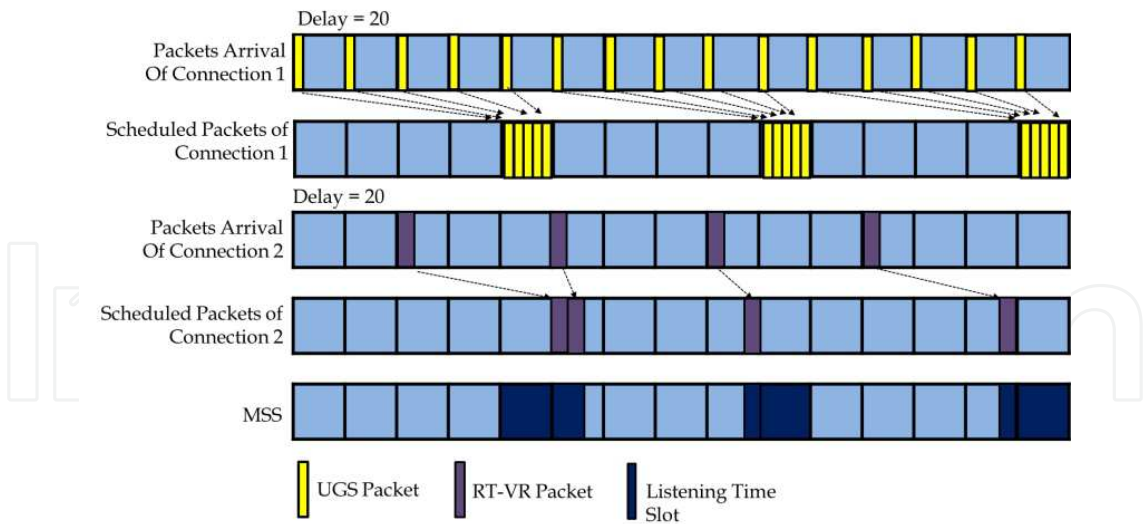 Delay = 20
Packets Arrival
Of Connection 1
Scheduled Packets of
Connection 1
Delay = 20
Packets Arrival
Of Connection 2
Scheduled Packets of
Connection 2
MSS
UGS Packet
RT-VR Packet
Listening Time
Slot